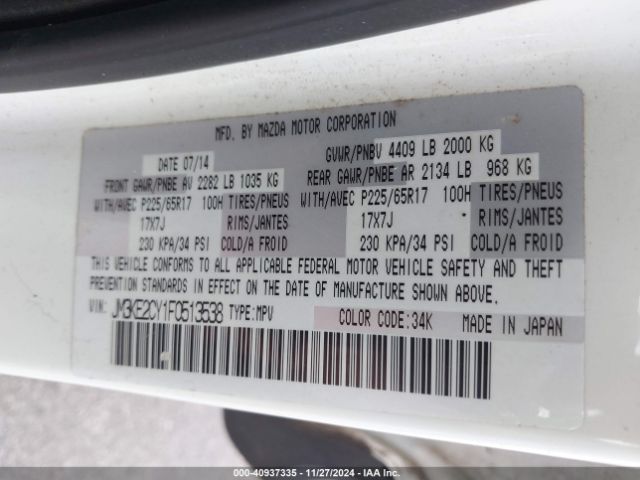 MFD. BY MAZDA MOTOR CORPORATION
DATE 07/14 GVWR/PNBV 4409 LB 2000 KG
FRONT GAWR/PNBE AV 2282 LB 1035 KG REAR GAWR/PNBE AR 2134 LB 968 KG
WITH/AVEC P225/65R17 100H TIRES/PNEUS WITH/AVEC P225/65R17 100H TIRES/PNEUS
17X7J RIMS/JANTES 17X7J RIMS/JANTES
230 KPA/34 PSI COLD/A FROID 230 KPA/34 PSI COLD/A FROID
THIS VEHICLE CONFORMS TO ALL APPLICABLE FEDERAL MOTOR VEHICLE SAFETY AND THEFT
PREVENTION STANDARDS IN EFFECT ON THE DATE OF MANUFACTURE SHOWN ABOVE.
VIN: JM3KE2CY1F0513538 TYPE:MPV COLOR CODE:34K MADE IN JAPAN
000-40937335 - 11/27/2024 - IAA Inc.